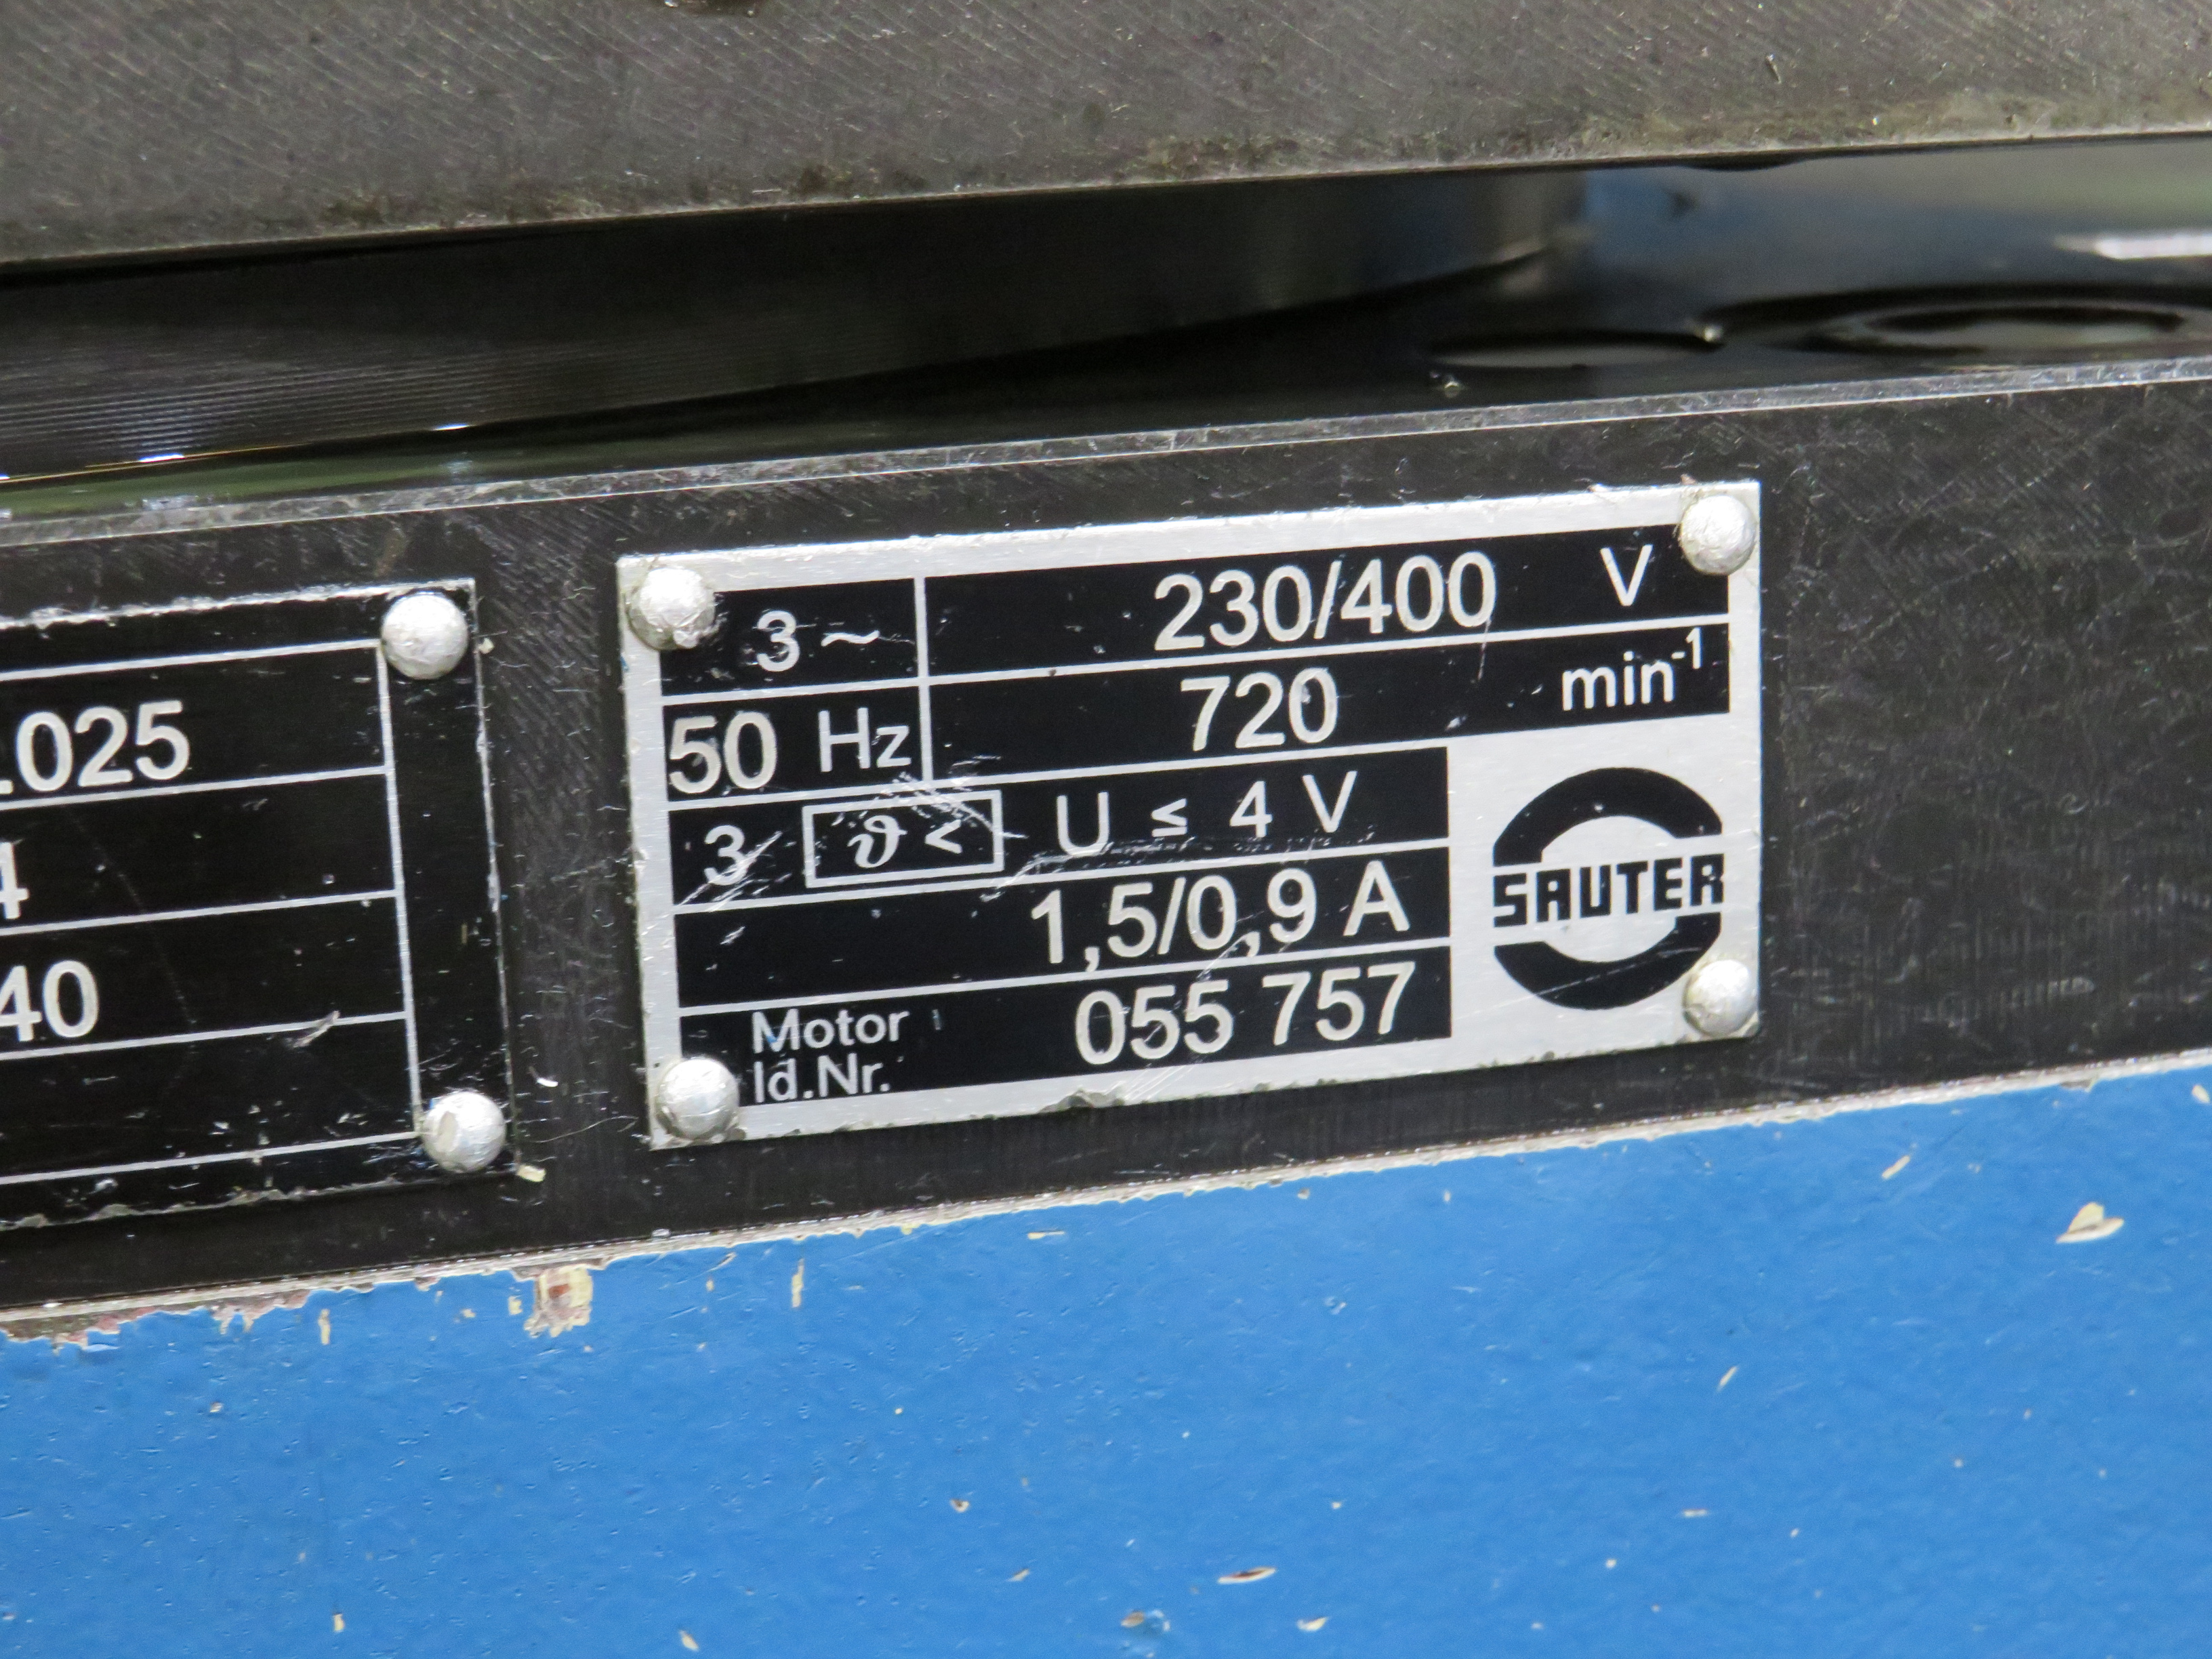 .025
4
40
3 ~ 230/400 V
50 Hz 720 min⁻¹
3 ϑ < U ≤ 4 V
1,5/0,9 A
Motor Id.Nr. 055 757
SAUTER